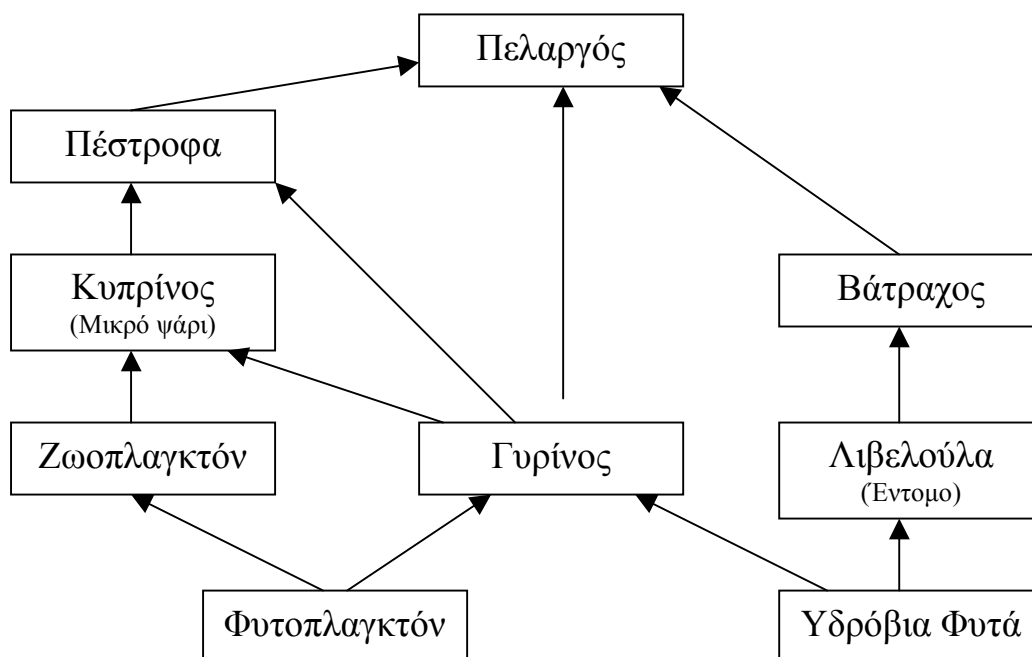 Πελαργός
Πέστροφα
Κυπρίνος
(Μικρό ψάρι)
Βάτραχος
Ζωοπλαγκτόν
Γυρίνος
Λιβελούλα
(Έντομο)
Φυτοπλαγκτόν
Υδρόβια Φυτά